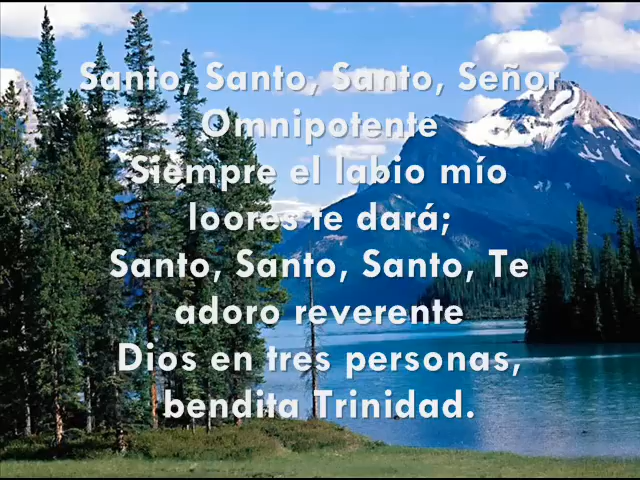 Santo, Santo, Santo, Señor
Omnipotente
Siempre el labio mío
loores te dará;
Santo, Santo, Santo, Te
adoro reverente
Dios en tres personas,
bendita Trinidad.